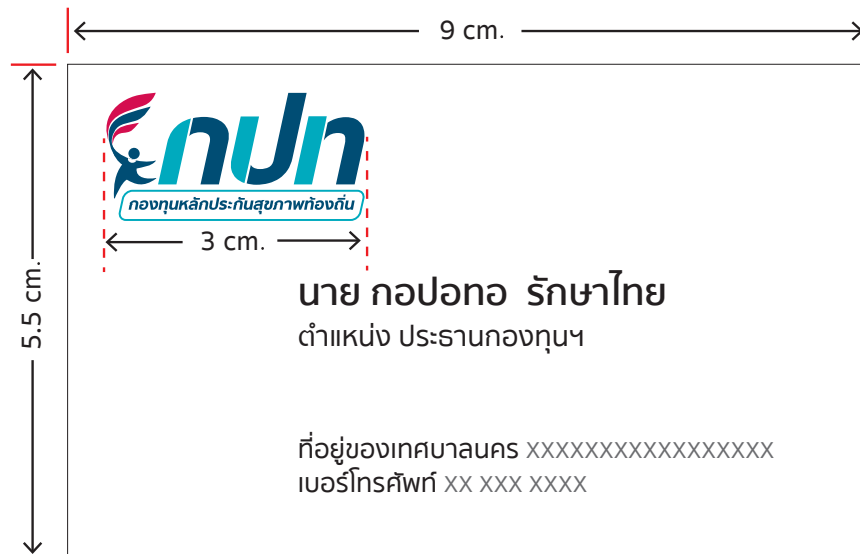 9 cm.
กปท
กองทุนหลักประกันสุขภาพท้องถิ่น
3 cm.
5.5 cm.
นาย กอปอทอ รักษาไทย
ตำแหน่ง ประธานกองทุนฯ
ที่อยู่ของเทศบาลนคร XXXXXXXXXXXXXXXXX
เบอร์โทรศัพท์ XX XXX XXXX